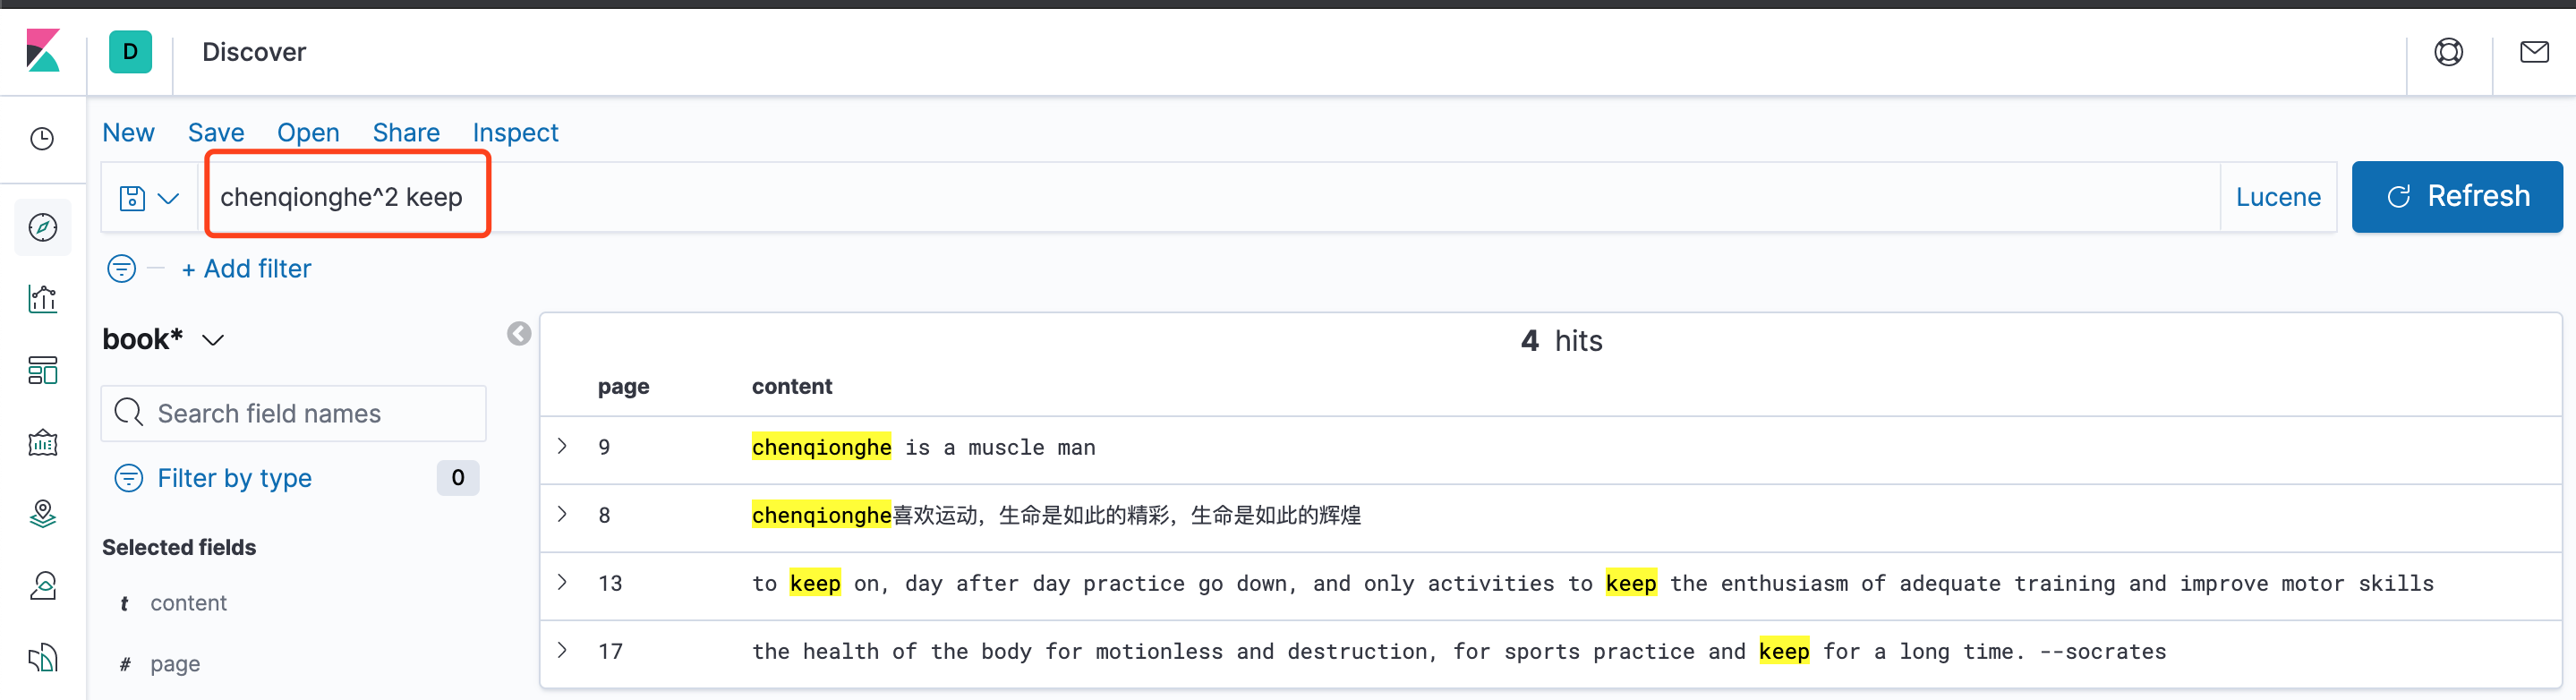 D Discover
New Save Open Share Inspect
chenqionghe^2 keep Lucene Refresh
+ Add filter
book*
4 hits
Search field names
page content
9 chenqionghe is a muscle man
Filter by type 0
8 chenqionghe喜欢运动，生命是如此的精彩，生命是如此的辉煌
Selected fields
13 to keep on, day after day practice go down, and only activities to keep the enthusiasm of adequate training and improve motor skills
t content
17 the health of the body for motionless and destruction, for sports practice and keep for a long time. --socrates
# page